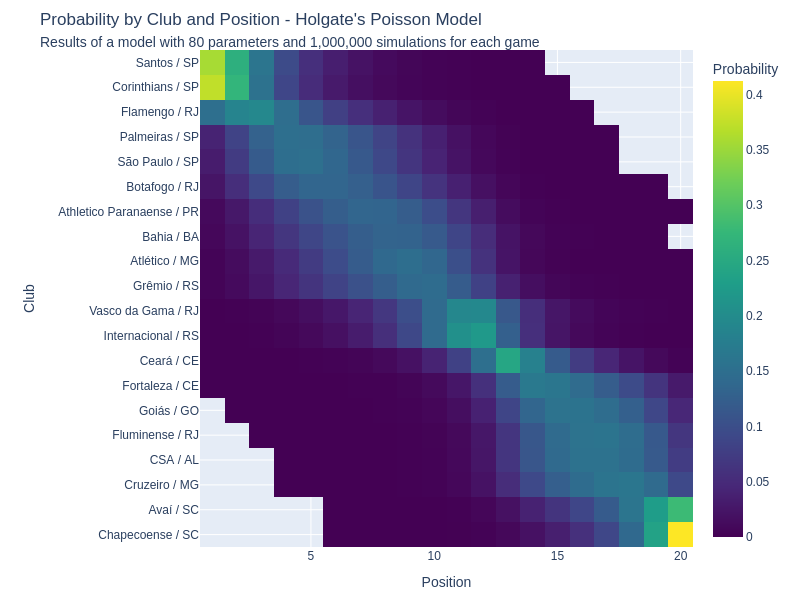 Probability by Club and Position - Holgate's Poisson Model
Results of a model with 80 parameters and 1,000,000 simulations for each game
Probability
Santos / SP
Corinthians / SP
Flamengo / RJ
Palmeiras / SP
São Paulo / SP
Botafogo / RJ
Athletico Paranaense / PR
Bahia / BA
Atlético / MG
Grêmio / RS
Vasco da Gama / RJ
Internacional / RS
Ceará / CE
Fortaleza / CE
Goiás / GO
Fluminense / RJ
CSA / AL
Cruzeiro / MG
Avaí / SC
Chapecoense / SC
Club
5
10
15
20
Position
0.4
0.35
0.3
0.25
0.2
0.15
0.1
0.05
0